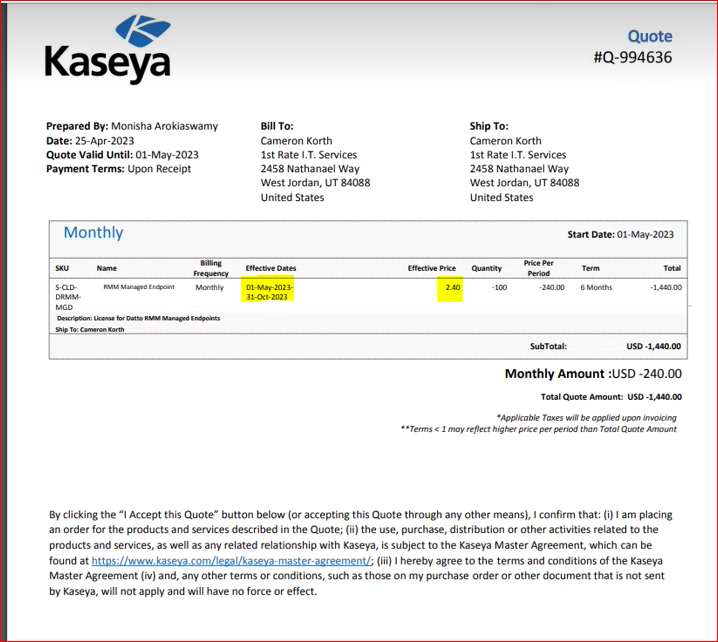 Kaseya
Quote
#Q-994636
Prepared By: Monisha Arokiaswamy
Date: 25-Apr-2023
Quote Valid Until: 01-May-2023
Payment Terms: Upon Receipt
Bill To:
Cameron Korth
1st Rate I.T. Services
2458 Nathanael Way
West Jordan, UT 84088
United States
Ship To:
Cameron Korth
1st Rate I.T. Services
2458 Nathanael Way
West Jordan, UT 84088
United States
Monthly
Start Date: 01-May-2023
SKU Name Billing Frequency Effective Dates Effective Price Quantity Price Per Period Term Total
S-CLD-DRMM-MGD RMM Managed Endpoint Monthly 01-May-2023-31-Oct-2023 2.40 -100 -240.00 6 Months -1,440.00
Description: License for Datto RMM Managed Endpoints
Ship To: Cameron Korth
SubTotal: USD -1,440.00
Monthly Amount :USD -240.00
Total Quote Amount: USD -1,440.00
*Applicable Taxes will be applied upon invoicing
**Terms < 1 may reflect higher price per period than Total Quote Amount
By clicking the “I Accept this Quote” button below (or accepting this Quote through any other means), I confirm that: (i) I am placing
an order for the products and services described in the Quote; (ii) the use, purchase, distribution or other activities related to the
products and services, as well as any related relationship with Kaseya, is subject to the Kaseya Master Agreement, which can be
found at https://www.kaseya.com/legal/kaseya-master-agreement/; (iii) I hereby agree to the terms and conditions of the Kaseya
Master Agreement (iv) and, any other terms or conditions, such as those on my purchase order or other document that is not sent
by Kaseya, will not apply and will have no force or effect.